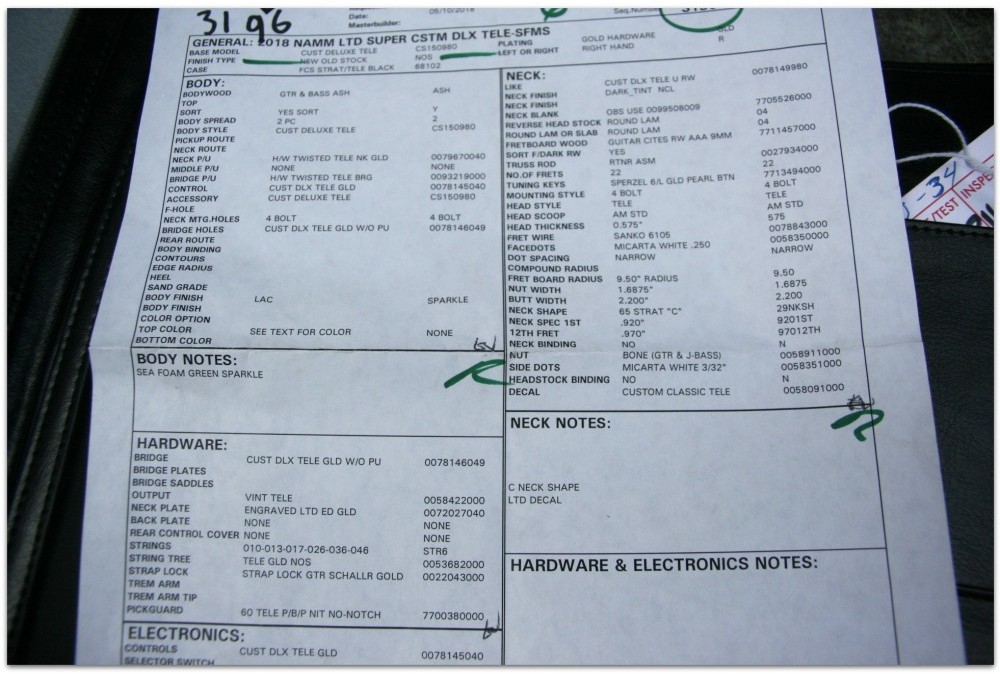 3196
Date: 05/10/2018
Masterbuilder:
Seq.Number
GENERAL: 2018 NAMM LTD SUPER CSTM DLX TELE-SFMS
BASE MODEL CUST DELUXE TELE CS150980 PLATING GOLD HARDWARE GLD
FINISH TYPE NEW OLD STOCK NOS LEFT OR RIGHT RIGHT HAND R
CASE FCS STRAT/TELE BLACK 68102
BODY:
BODYWOOD GTR & BASS ASH ASH
TOP
SORT YES SORT Y
BODY SPREAD 2 PC 2
BODY STYLE CUST DELUXE TELE CS150980
PICKUP ROUTE
NECK ROUTE
NECK P/U H/W TWISTED TELE NK GLD 0079670040
MIDDLE P/U NONE NONE
BRIDGE P/U H/W TWISTED TELE BRG 0093219000
CONTROL CUST DLX TELE GLD 0078145040
ACCESSORY CUST DELUXE TELE CS150980
F-HOLE
NECK MTG.HOLES 4 BOLT 4 BOLT
BRIDGE HOLES CUST DLX TELE GLD W/O PU 0078146049
REAR ROUTE
BODY BINDING
CONTOURS
EDGE RADIUS
HEEL
SAND GRADE
BODY FINISH LAC SPARKLE
BODY FINISH
COLOR OPTION
TOP COLOR SEE TEXT FOR COLOR NONE
BOTTOM COLOR
BODY NOTES:
SEA FOAM GREEN SPARKLE
HARDWARE:
BRIDGE CUST DLX TELE GLD W/O PU 0078146049
BRIDGE PLATES
BRIDGE SADDLES
OUTPUT VINT TELE 0058422000
NECK PLATE ENGRAVED LTD ED GLD 0072027040
BACK PLATE NONE NONE
REAR CONTROL COVER NONE NONE
STRINGS 010-013-017-026-036-046 STR6
STRING TREE TELE GLD NOS 0053682000
STRAP LOCK STRAP LOCK GTR SCHALLR GOLD 0022043000
TREM ARM
TREM ARM TIP
PICKGUARD 60 TELE P/B/P NIT NO-NOTCH 7700380000
ELECTRONICS:
CONTROLS CUST DLX TELE GLD 0078145040
SELECTOR SWITCH
NECK:
LIKE CUST DLX TELE U RW 0078149980
NECK FINISH DARK_TINT NCL
NECK FINISH
NECK BLANK OBS USE 0099508009 7705526000
REVERSE HEAD STOCK ROUND LAM 04
ROUND LAM OR SLAB ROUND LAM 04
FRETBOARD WOOD GUITAR CITES RW AAA 9MM 7711457000
SORT F/DARK RW YES
TRUSS ROD RTNR ASM 0027934000
NO.OF FRETS 22 22
TUNING KEYS SPERZEL 6/L GLD PEARL BTN 7713494000
MOUNTING STYLE 4 BOLT 4 BOLT
HEAD STYLE TELE TELE
HEAD SCOOP AM STD AM STD
HEAD THICKNESS 0.575" 575
FRET WIRE SANKO 6105 0078843000
FACEDOTS MICARTA WHITE .250 0058350000
DOT SPACING NARROW NARROW
COMPOUND RADIUS
FRET BOARD RADIUS 9.50" RADIUS 9.50
NUT WIDTH 1.6875" 1.6875
BUTT WIDTH 2.200" 2.200
NECK SHAPE 65 STRAT "C" 29NKSH
NECK SPEC 1ST .920" 9201ST
12TH FRET .970" 97012TH
NECK BINDING NO N
NUT BONE (GTR & J-BASS) 0058911000
SIDE DOTS MICARTA WHITE 3/32" 0058351000
HEADSTOCK BINDING NO N
DECAL CUSTOM CLASSIC TELE 0058091000
NECK NOTES:
C NECK SHAPE
LTD DECAL
HARDWARE & ELECTRONICS NOTES: